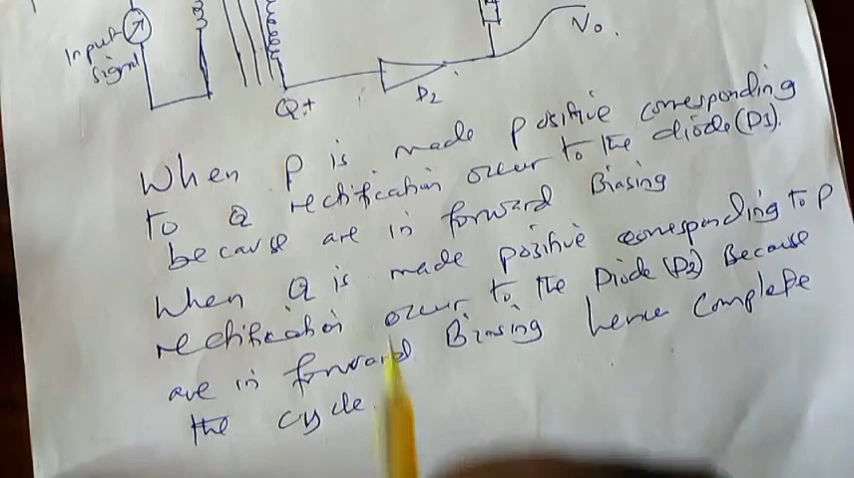 Input
signal
Q+
D2
Vo.
When P is made positive corresponding
to Q rectification occur to the diode (D1).
because are in forward Biasing
When Q is made positive corresponding to P
rectification occur to the Diode (D2) Because
are in forward Biasing hence complete
the cycle.